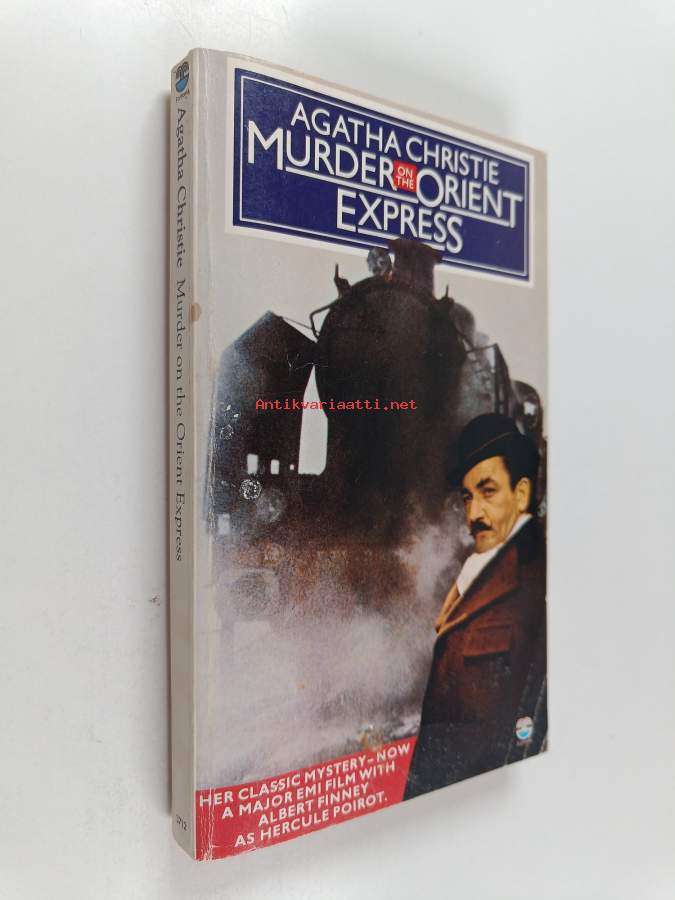 AGATHA CHRISTIE
MURDER ON THE ORIENT
EXPRESS
Antikvariaatti.net
HER CLASSIC MYSTERY-NOW
A MAJOR EMI FILM WITH
ALBERT FINNEY
AS HERCULE POIROT.
Agatha Christie Murder on the Orient Express